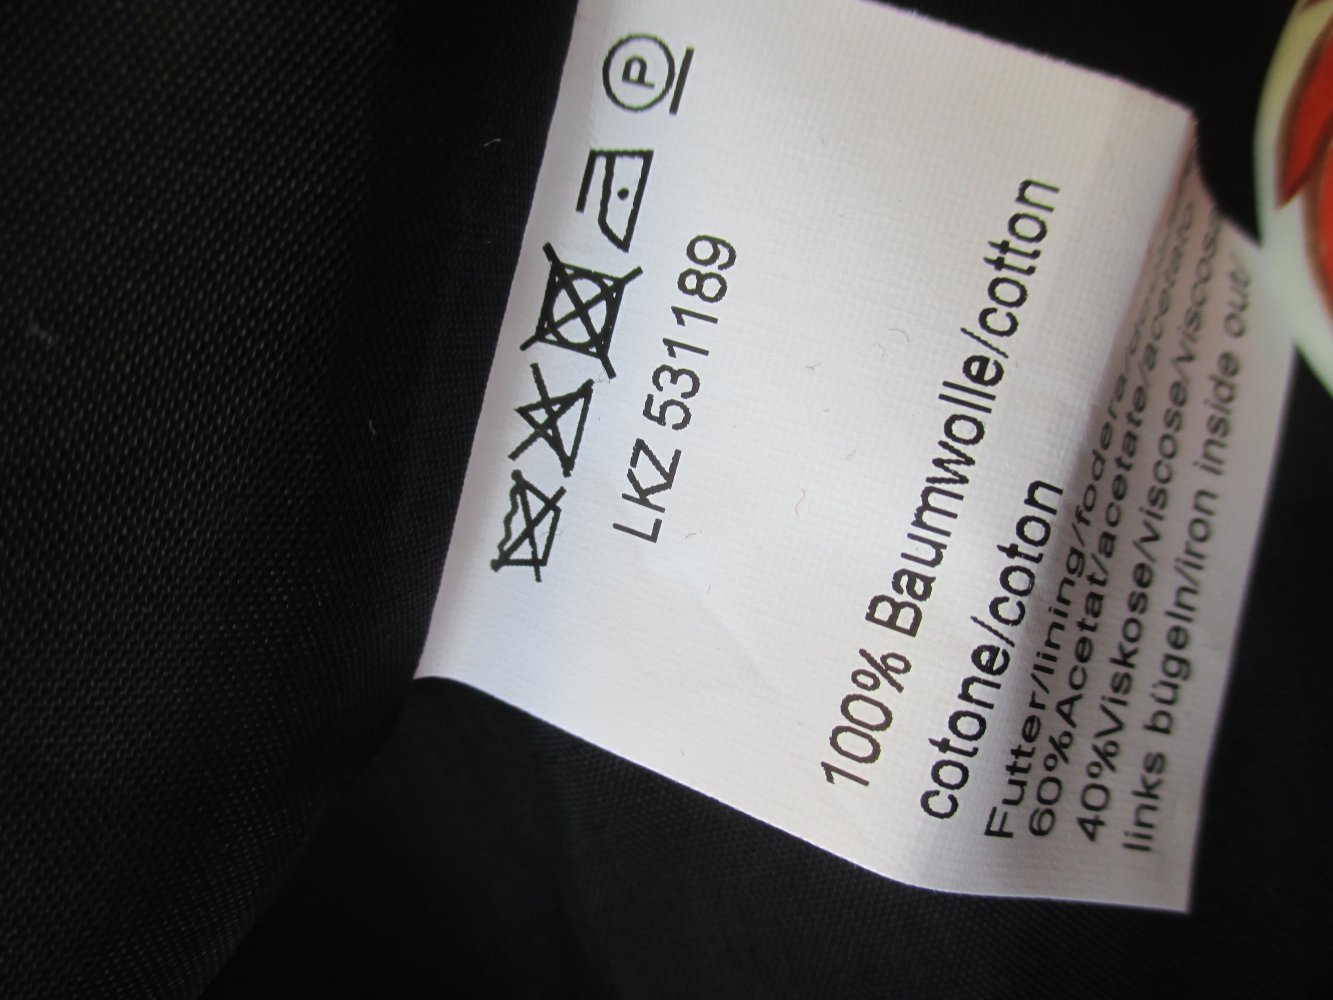 P
LKZ 531189
100% Baumwolle/cotton
cotone/coton
Futter/lining/fodera/
60%Acetat/acetate/acetato
40%Viskose/viscose/viscose/viscosa
links bügeln/iron inside out/